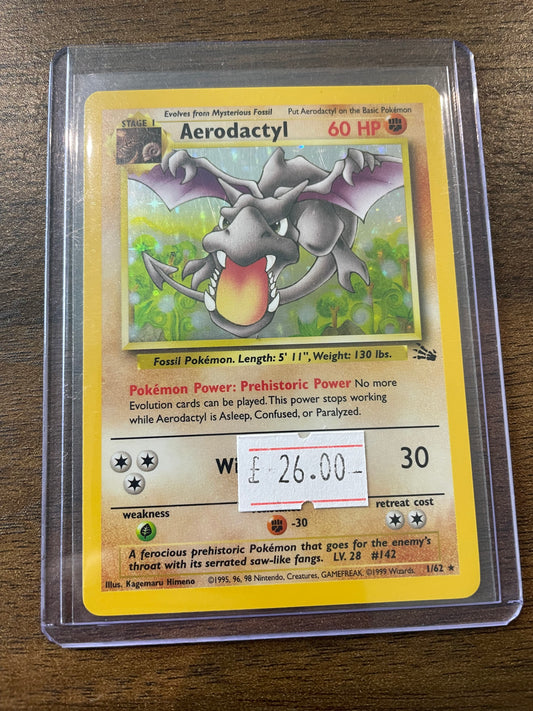 Evolves from Mysterious Fossil
Put Aerodactyl on the Basic Pokémon
STAGE 1
Aerodactyl
60 HP
Fossil Pokémon. Length: 5' 11", Weight: 130 lbs.
Pokémon Power: Prehistoric Power No more
Evolution cards can be played. This power stops working
while Aerodactyl is Asleep, Confused, or Paralyzed.
Wi
30
£ 26.00-
weakness
retreat cost
-30
A ferocious prehistoric Pokémon that goes for the enemy's
throat with its serrated saw-like fangs. LV. 28 #142
Illus. Kagemaru Himeno
©1995, 96, 98 Nintendo, Creatures, GAMEFREAK. ©1999 Wizards.
1/62 ★